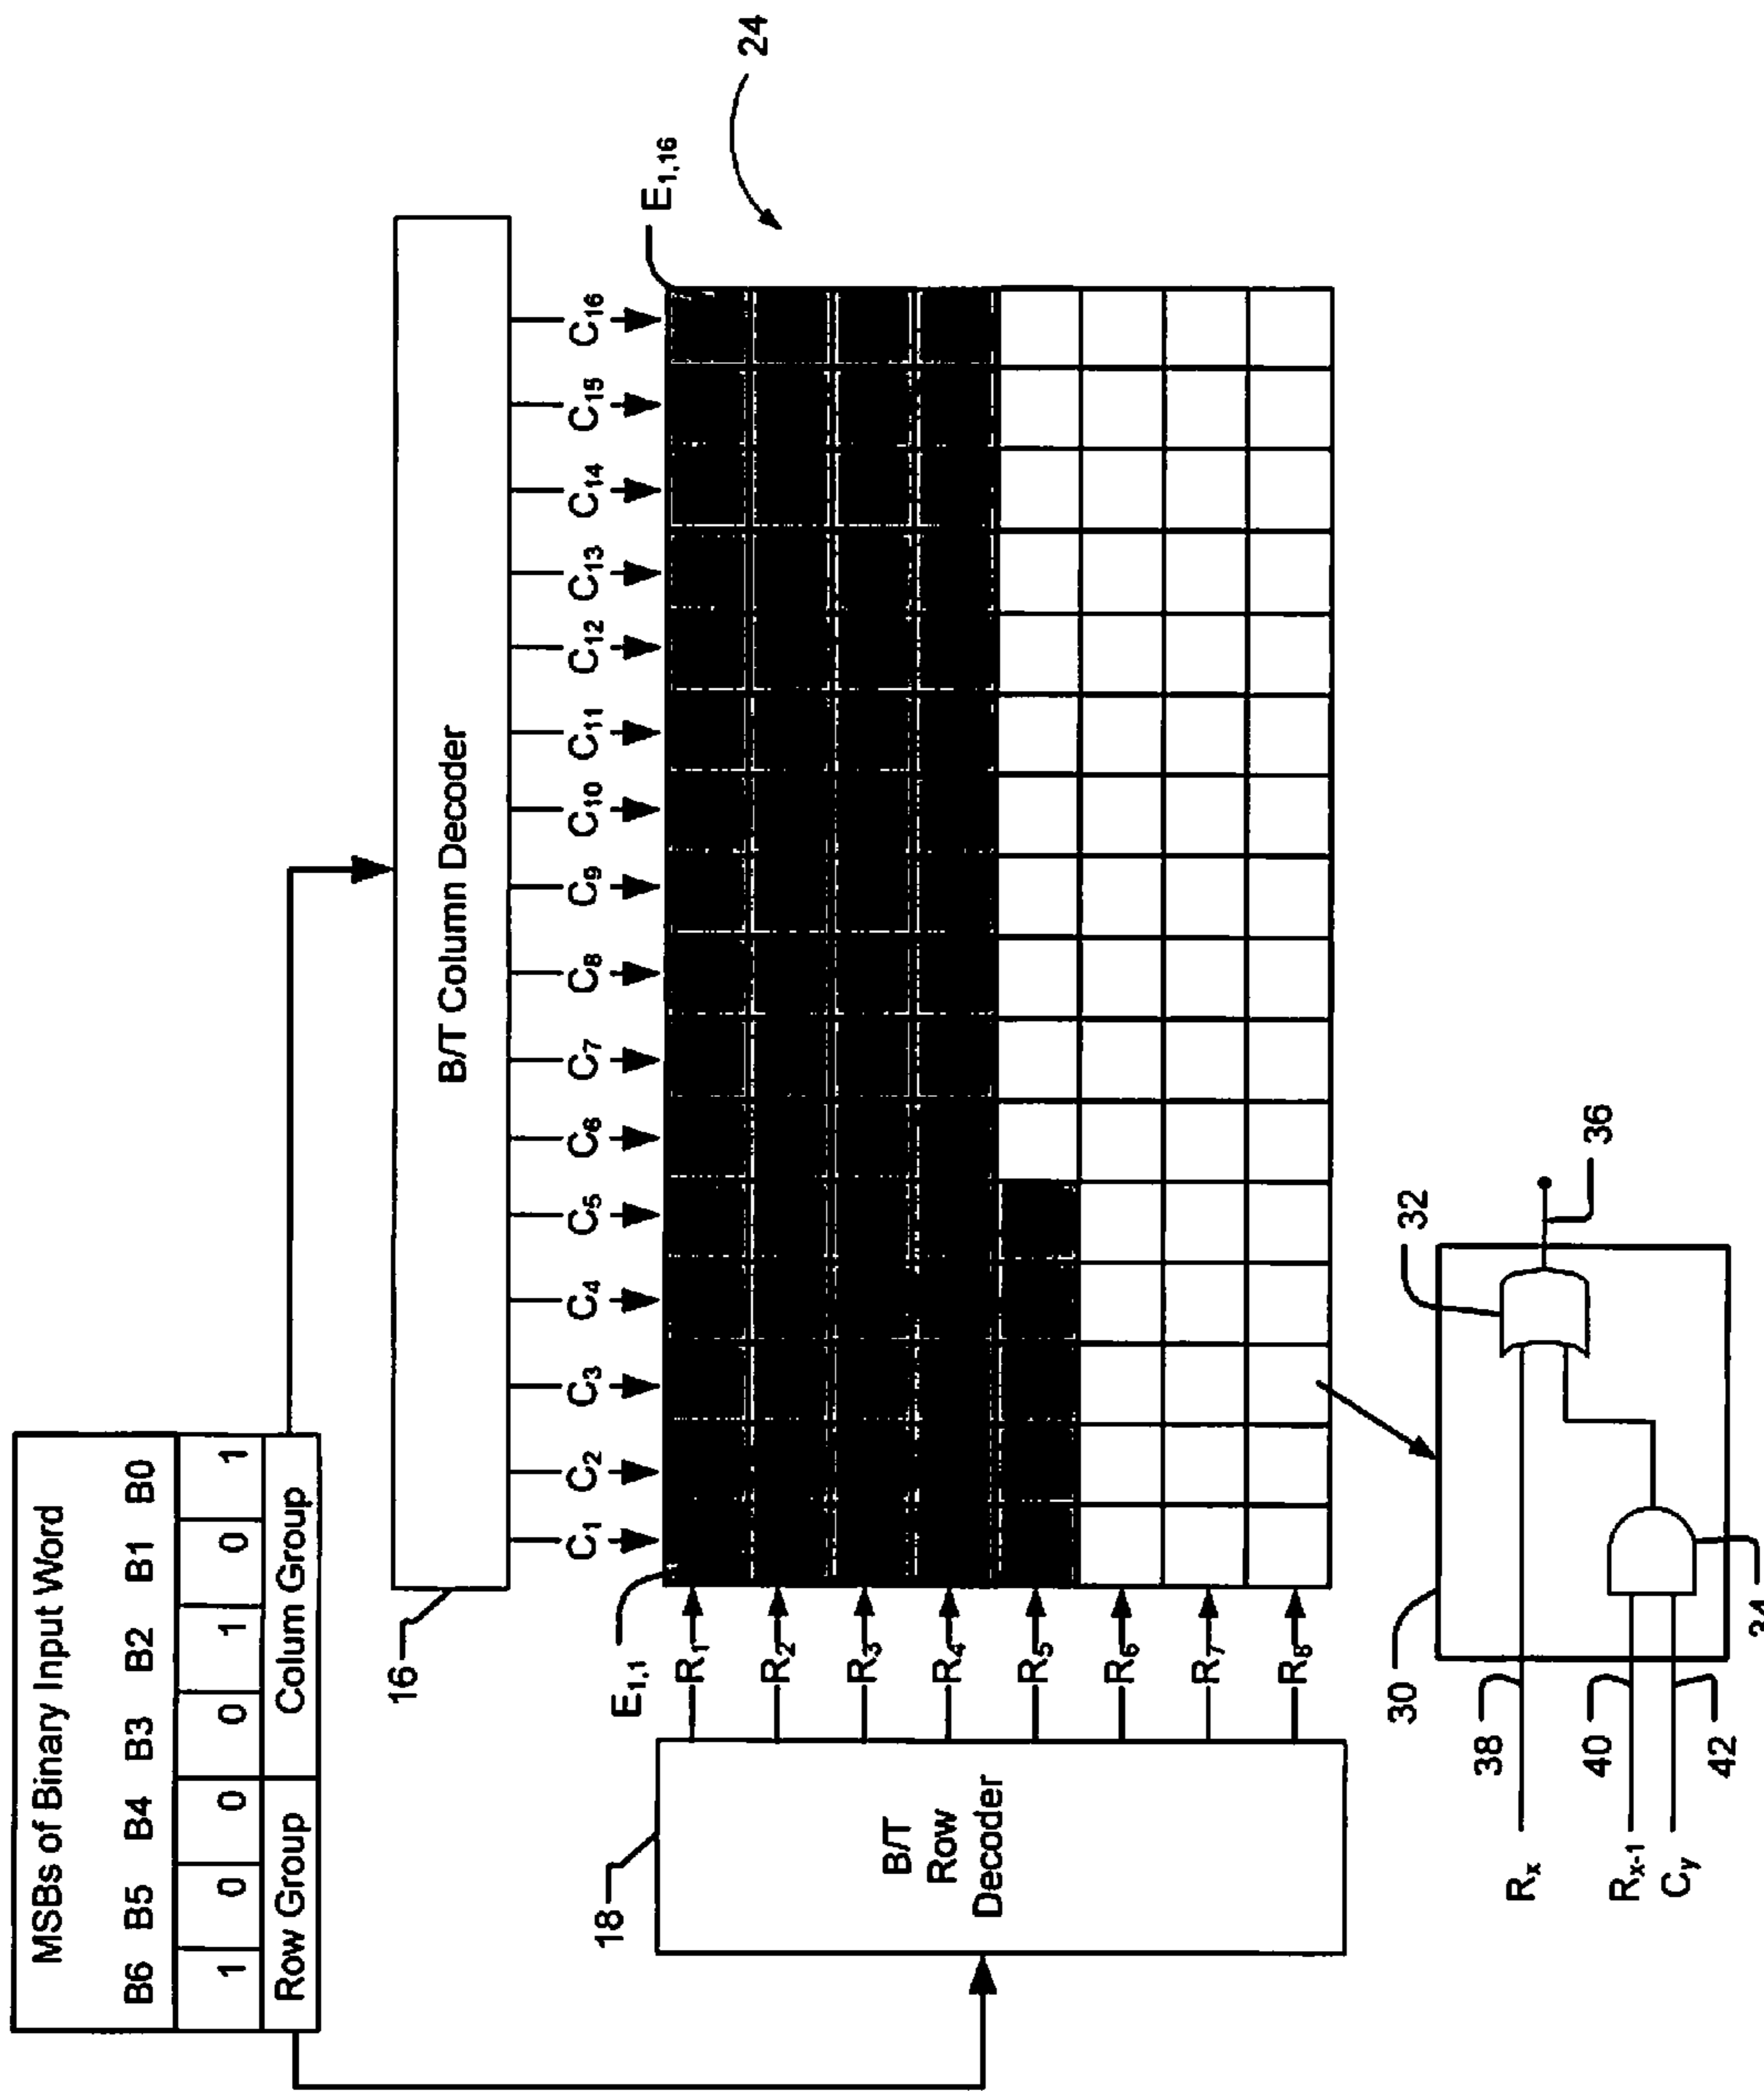 MSBs of Binary Input Word
B6 B5 B4 B3 B2 B1 B0
1 0 0 0 1 0 1
Row Group Colum Group
16
B/T Column Decoder
C1 C2 C3 C4 C5 C6 C7 C8 C9 C10 C11 C12 C13 C14 C15 C16
E1,1
E1,16
24
18
B/T
Row
Decoder
R1
R2
R3
R4
R5
R6
R7
R8
30
32
36
38
40
42
34
Rx
Rx-1
Cy